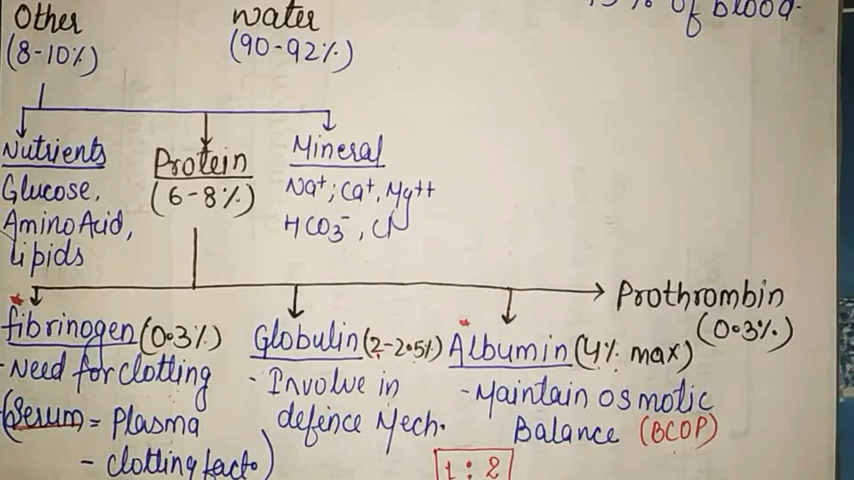 Other
(8-10%)
water
(90-92%)
% of blood.
Nutrients
Glucose,
Amino Acid,
Lipids
Protein
(6-8%)
Mineral
Na+; Ca+, Mg++
HCO3-, Cl-
Prothrombin
(0.3%)
* fibrinogen (0.3%)
- Need for clotting
(Serum = Plasma
- clotting facto)
Globulin (2-2.5%)
- Involve in
defence Mech.
* Albumin (4% max)
- Maintain osmotic
Balance (BCOP)
1 : 2